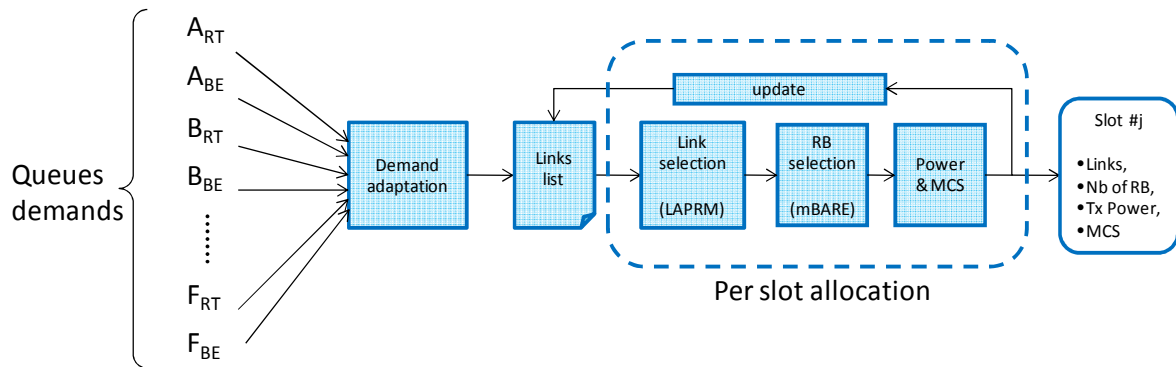 Queues
demands
A_RT
A_BE
B_RT
B_BE
......
F_RT
F_BE
Demand
adaptation
Links
list
update
Link
selection
(LAPRM)
RB
selection
(mBARE)
Power
& MCS
Per slot allocation
Slot #j
•Links,
•Nb of RB,
•Tx Power,
•MCS